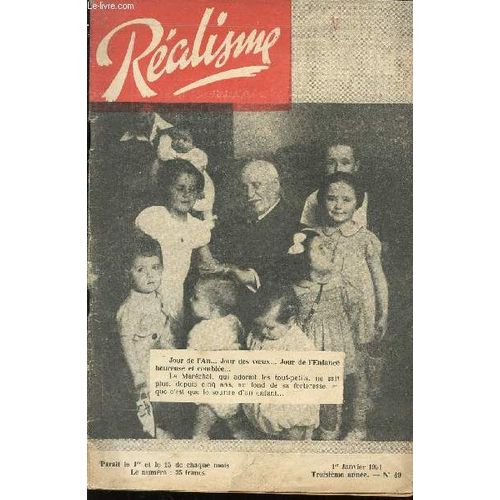 Le-livre.com
Réalisme
Jour de l'An... Jour des vœux... Jour de l'Enfance
heureuse et comblée...
Le Maréchal, qui adorait les tout-petits, ne sait
plus, depuis cinq ans, au fond de sa forteresse, ce
que c'est que le sourire d'un enfant...
Paraît le 1er et le 15 de chaque mois
Le numéro : 35 francs
1er Janvier 1951
Troisième année. — N° 49